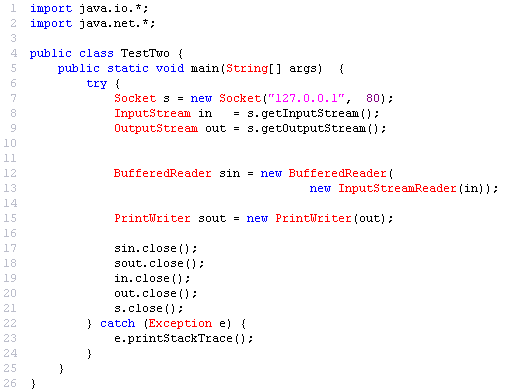 1 import java.io.*;
2 import java.net.*;
3
4 public class TestTwo {
5     public static void main(String[] args)  {
6         try {
7             Socket s = new Socket("127.0.0.1",  80);
8             InputStream in   = s.getInputStream();
9             OutputStream out = s.getOutputStream();
10
11
12             BufferedReader sin = new BufferedReader(
13                                         new InputStreamReader(in));
14
15             PrintWriter sout = new PrintWriter(out);
16
17             sin.close();
18             sout.close();
19             in.close();
20             out.close();
21             s.close();
22         } catch (Exception e) {
23             e.printStackTrace();
24         }
25     }
26 }